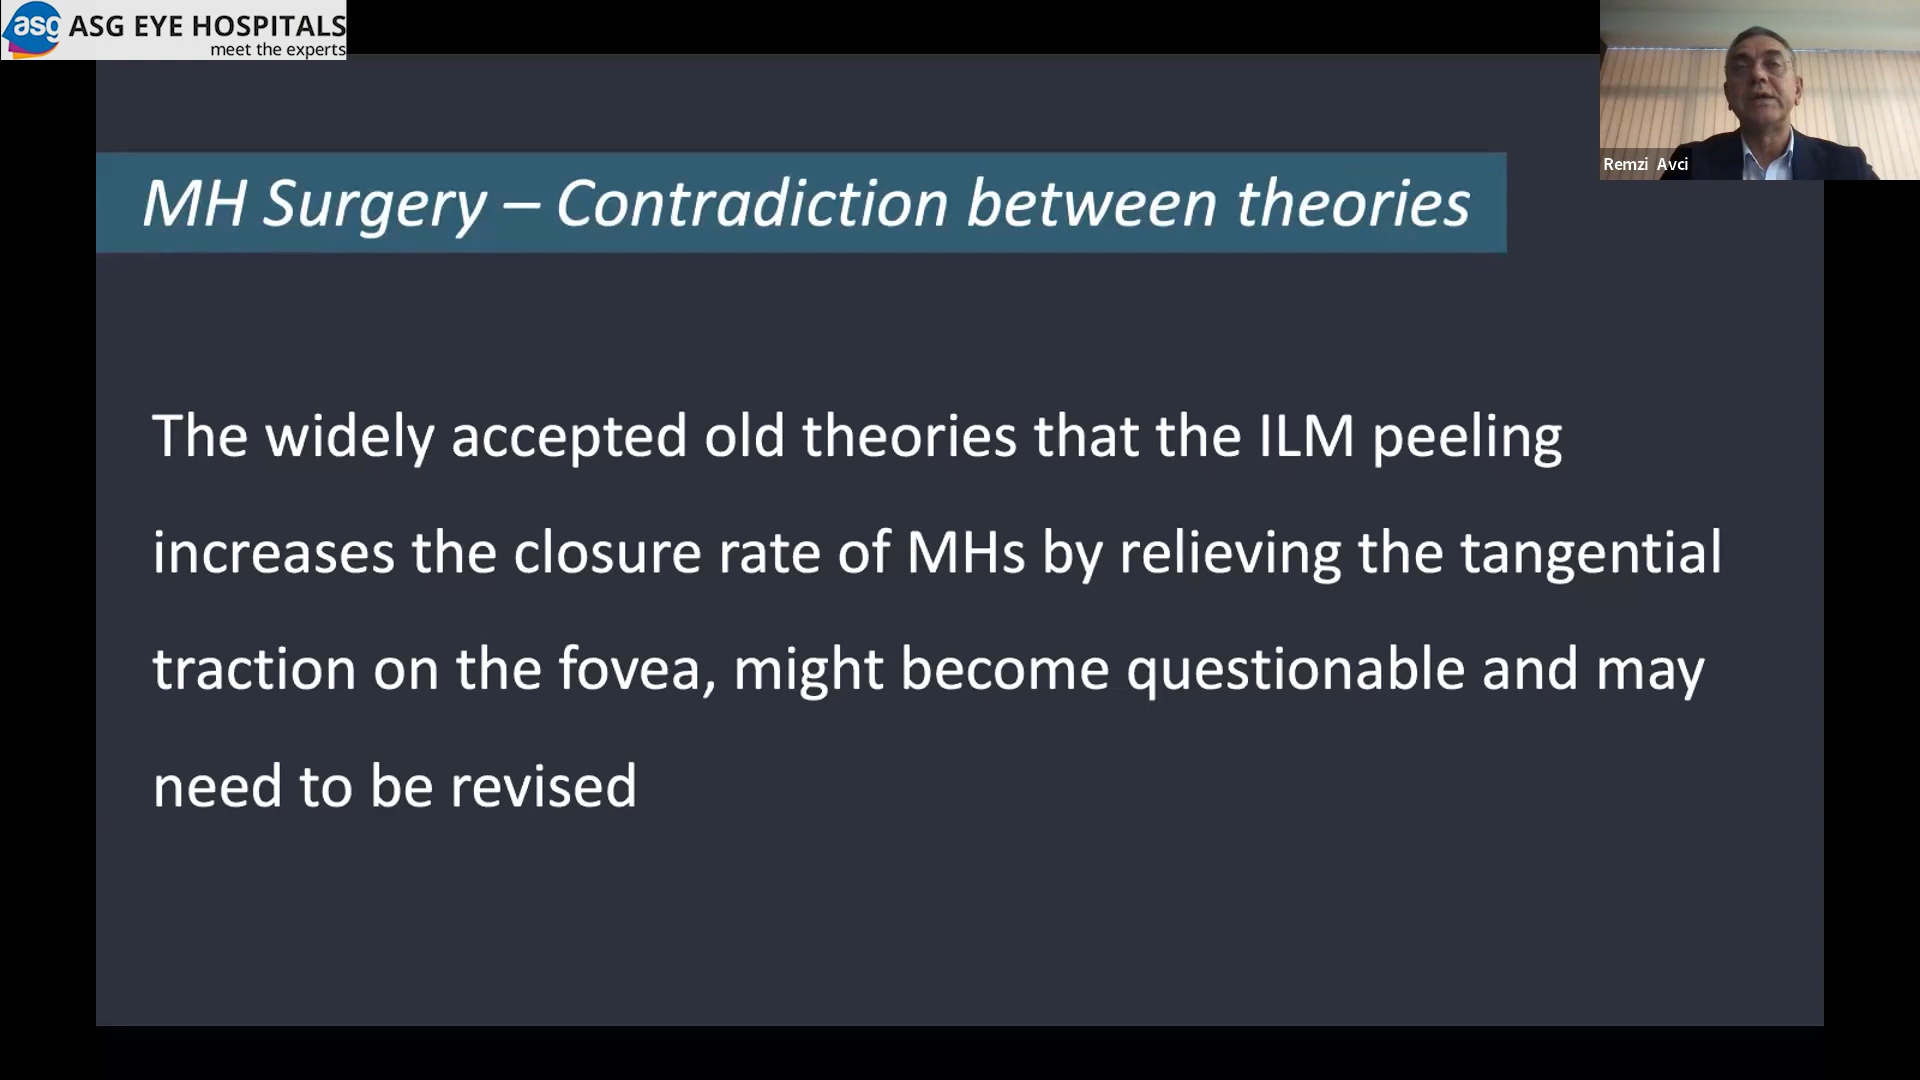 asg ASG EYE HOSPITALS
meet the experts
Remzi Avci
MH Surgery – Contradiction between theories
The widely accepted old theories that the ILM peeling
increases the closure rate of MHs by relieving the tangential
traction on the fovea, might become questionable and may
need to be revised